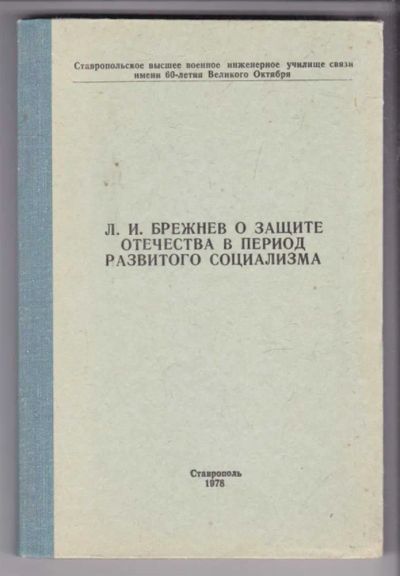 Ставропольское высшее военное инженерное училище связи
имени 60-летия Великого Октября
Л. И. БРЕЖНЕВ О ЗАЩИТЕ
ОТЕЧЕСТВА В ПЕРИОД
РАЗВИТОГО СОЦИАЛИЗМА
Ставрополь
1978